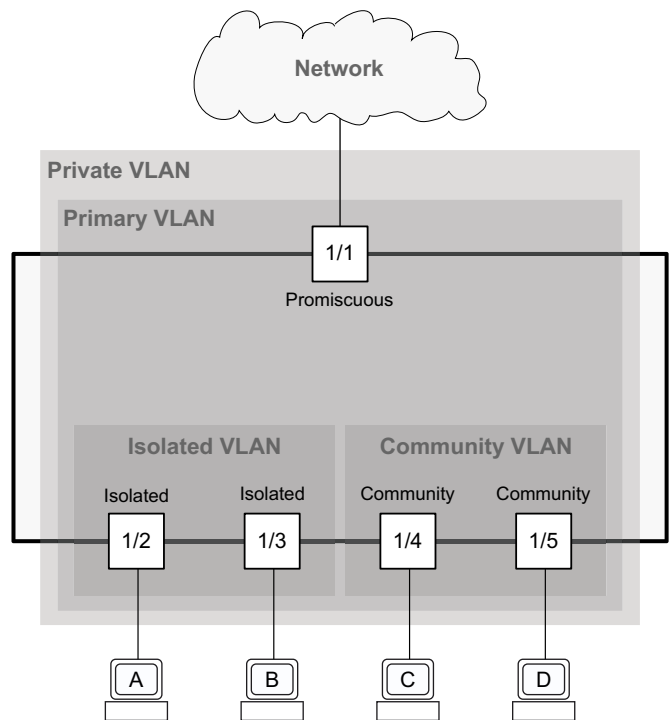 Network
Private VLAN
Primary VLAN
1/1
Promiscuous
Isolated VLAN
Community VLAN
Isolated
Isolated
Community
Community
1/2
1/3
1/4
1/5
A
B
C
D